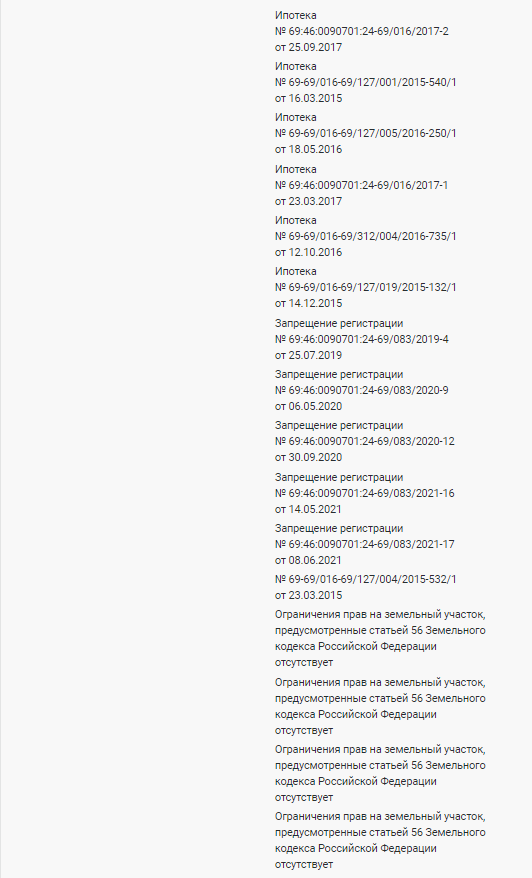 Ипотека
№ 69:46:0090701:24-69/016/2017-2
от 25.09.2017
Ипотека
№ 69-69/016-69/127/001/2015-540/1
от 16.03.2015
Ипотека
№ 69-69/016-69/127/005/2016-250/1
от 18.05.2016
Ипотека
№ 69:46:0090701:24-69/016/2017-1
от 23.03.2017
Ипотека
№ 69-69/016-69/312/004/2016-735/1
от 12.10.2016
Ипотека
№ 69-69/016-69/127/019/2015-132/1
от 14.12.2015
Запрещение регистрации
№ 69:46:0090701:24-69/083/2019-4
от 25.07.2019
Запрещение регистрации
№ 69:46:0090701:24-69/083/2020-9
от 06.05.2020
Запрещение регистрации
№ 69:46:0090701:24-69/083/2020-12
от 30.09.2020
Запрещение регистрации
№ 69:46:0090701:24-69/083/2021-16
от 14.05.2021
Запрещение регистрации
№ 69:46:0090701:24-69/083/2021-17
от 08.06.2021
№ 69-69/016-69/127/004/2015-532/1
от 23.03.2015
Ограничения прав на земельный участок,
предусмотренные статьей 56 Земельного
кодекса Российской Федерации
отсутствует
Ограничения прав на земельный участок,
предусмотренные статьей 56 Земельного
кодекса Российской Федерации
отсутствует
Ограничения прав на земельный участок,
предусмотренные статьей 56 Земельного
кодекса Российской Федерации
отсутствует
Ограничения прав на земельный участок,
предусмотренные статьей 56 Земельного
кодекса Российской Федерации
отсутствует